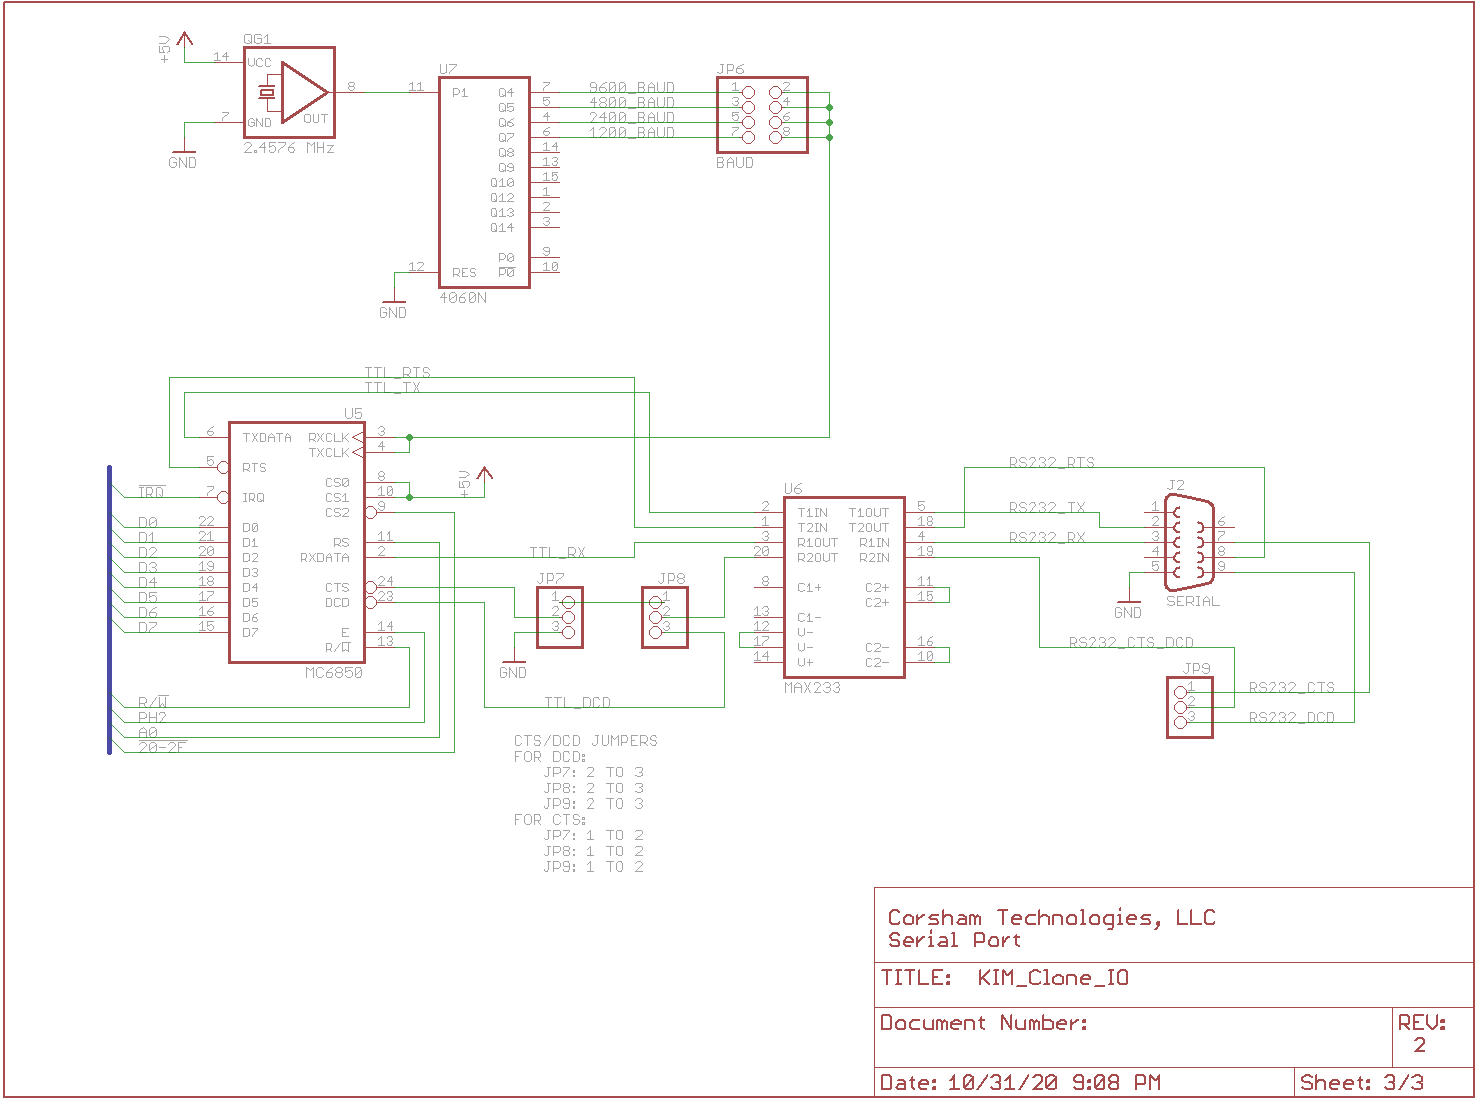 +5V
14
QG1
VCC
8
7
GND
OUT
2.4576 MHz
GND
U7
11
P1
Q4
7
9600_BAUD
Q5
5
4800_BAUD
Q6
4
2400_BAUD
Q7
6
1200_BAUD
Q8
14
Q9
13
Q10
15
Q12
1
Q13
2
Q14
3
P0
9
12
RES
P0
10
4060N
GND
JP6
1
2
3
4
5
6
7
8
BAUD
TTL_RTS
TTL_TX
U5
6
TXDATA
RXCLK
3
TXCLK
4
5
RTS
CS0
8
IRQ
7
IRQ
CS1
10
+5V
CS2
9
D0
22
D0
D1
21
D1
RS
11
D2
20
D2
RXDATA
2
D3
19
D3
D4
18
D4
CTS
24
D5
17
D5
DCD
23
D6
16
D6
D7
15
D7
E
14
R/W
13
MC6850
R/W
PH2
A0
20-2F
TTL_RX
JP7
1
2
3
GND
JP8
1
2
3
TTL_DCD
U6
2
T1IN
T1OUT
5
1
T2IN
T2OUT
18
3
R1OUT
R1IN
4
20
R2OUT
R2IN
19
8
C1+
C2+
11
C2+
15
13
C1-
12
V-
17
V-
C2-
16
14
V+
C2-
10
MAX233
RS232_RTS
RS232_TX
RS232_RX
J2
1
2
6
3
7
4
8
5
9
GND
SERIAL
RS232_CTS_DCD
JP9
1
RS232_CTS
2
3
RS232_DCD
CTS/DCD JUMPERS
FOR DCD:
JP7: 2 TO 3
JP8: 2 TO 3
JP9: 2 TO 3
FOR CTS:
JP7: 1 TO 2
JP8: 1 TO 2
JP9: 1 TO 2
Corsham Technologies, LLC
Serial Port
TITLE: KIM_Clone_IO
Document Number:
REV:
2
Date: 10/31/20 9:08 PM
Sheet: 3/3